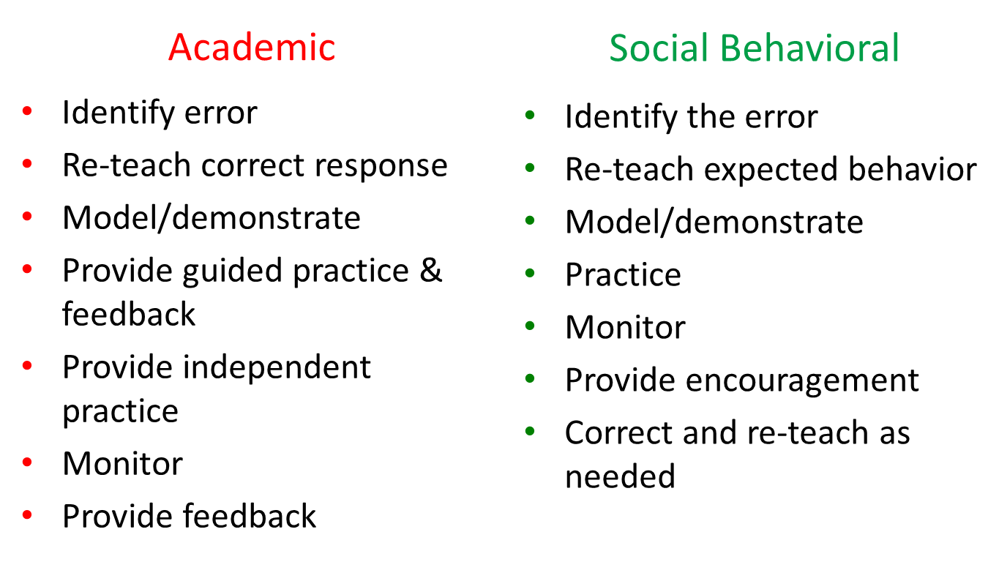 Academic
• Identify error
• Re-teach correct response
• Model/demonstrate
• Provide guided practice &
feedback
• Provide independent
practice
• Monitor
• Provide feedback
Social Behavioral
• Identify the error
• Re-teach expected behavior
• Model/demonstrate
• Practice
• Monitor
• Provide encouragement
• Correct and re-teach as
needed